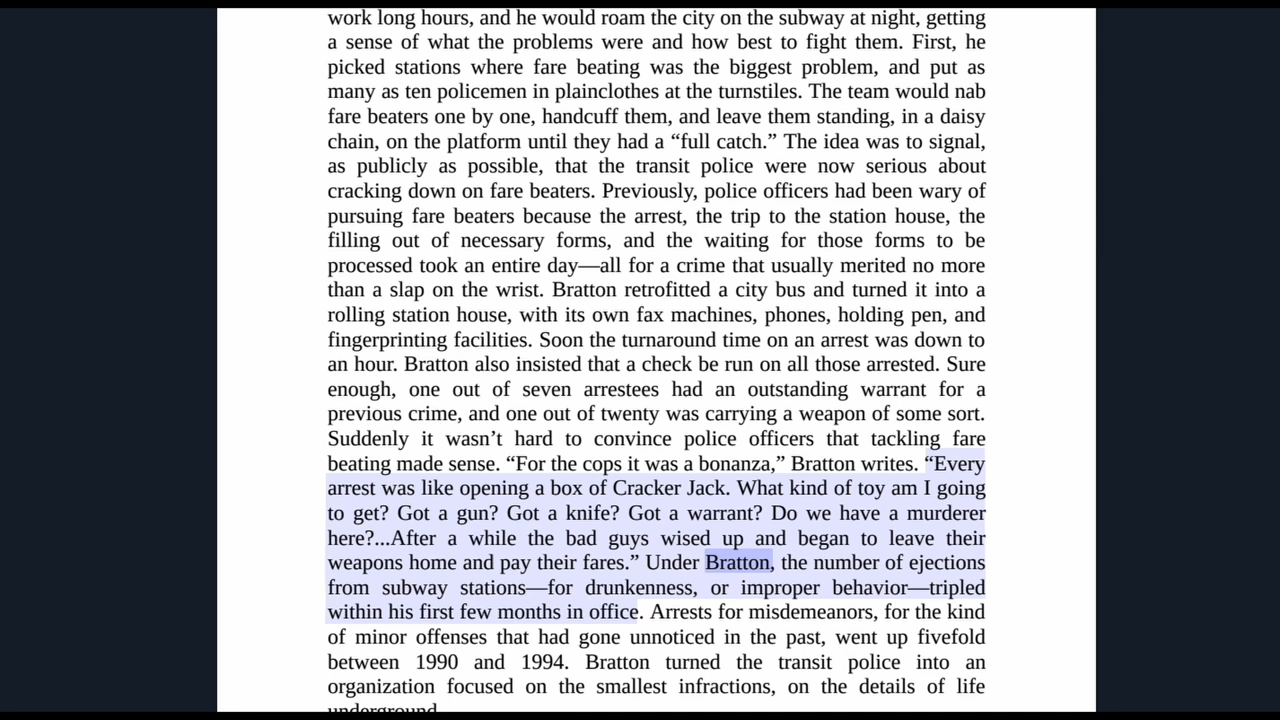 work long hours, and he would roam the city on the subway at night, getting
a sense of what the problems were and how best to fight them. First, he
picked stations where fare beating was the biggest problem, and put as
many as ten policemen in plainclothes at the turnstiles. The team would nab
fare beaters one by one, handcuff them, and leave them standing, in a daisy
chain, on the platform until they had a “full catch.” The idea was to signal,
as publicly as possible, that the transit police were now serious about
cracking down on fare beaters. Previously, police officers had been wary of
pursuing fare beaters because the arrest, the trip to the station house, the
filling out of necessary forms, and the waiting for those forms to be
processed took an entire day—all for a crime that usually merited no more
than a slap on the wrist. Bratton retrofitted a city bus and turned it into a
rolling station house, with its own fax machines, phones, holding pen, and
fingerprinting facilities. Soon the turnaround time on an arrest was down to
an hour. Bratton also insisted that a check be run on all those arrested. Sure
enough, one out of seven arrestees had an outstanding warrant for a
previous crime, and one out of twenty was carrying a weapon of some sort.
Suddenly it wasn’t hard to convince police officers that tackling fare
beating made sense. “For the cops it was a bonanza,” Bratton writes. “Every
arrest was like opening a box of Cracker Jack. What kind of toy am I going
to get? Got a gun? Got a knife? Got a warrant? Do we have a murderer
here?...After a while the bad guys wised up and began to leave their
weapons home and pay their fares.” Under Bratton, the number of ejections
from subway stations—for drunkenness, or improper behavior—tripled
within his first few months in office. Arrests for misdemeanors, for the kind
of minor offenses that had gone unnoticed in the past, went up fivefold
between 1990 and 1994. Bratton turned the transit police into an
organization focused on the smallest infractions, on the details of life
underground.